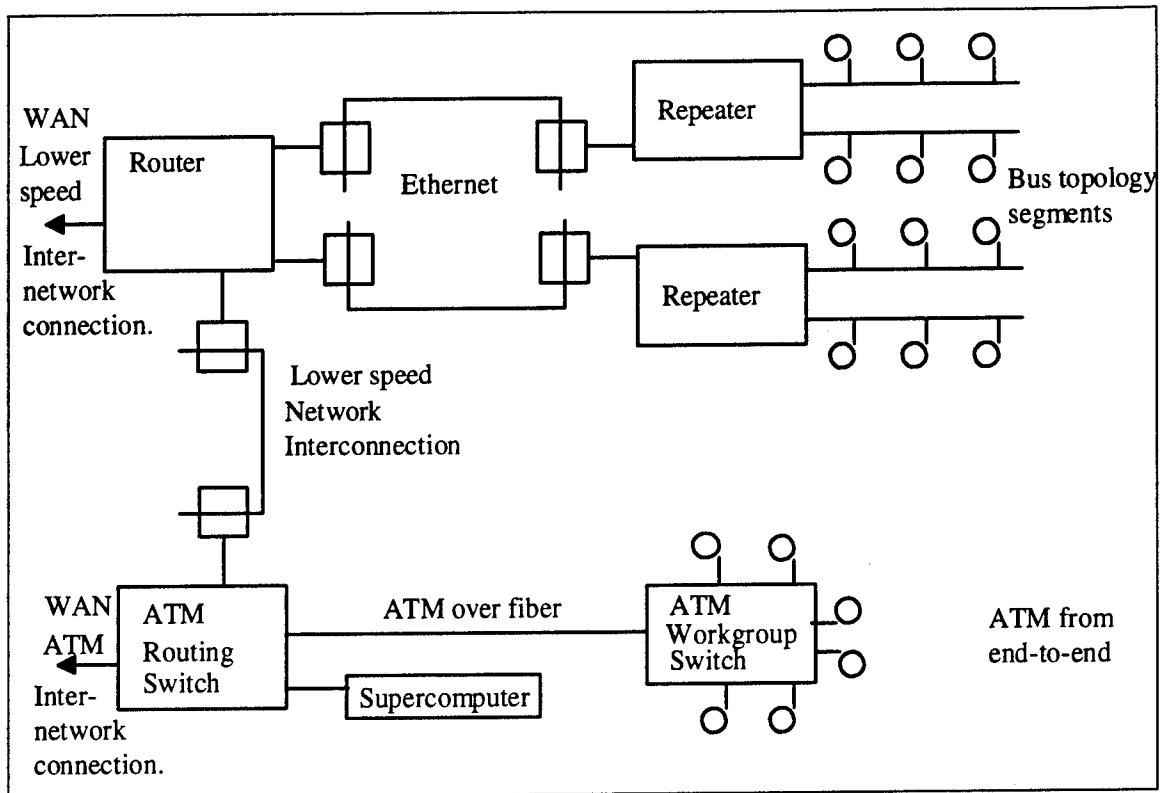 WAN
Lower
speed
Inter-
network
connection.
Router
Ethernet
Repeater
Repeater
Bus topology
segments
Lower speed
Network
Interconnection
WAN
ATM
Inter-
network
connection.
ATM
Routing
Switch
ATM over fiber
Supercomputer
ATM
Workgroup
Switch
ATM from
end-to-end